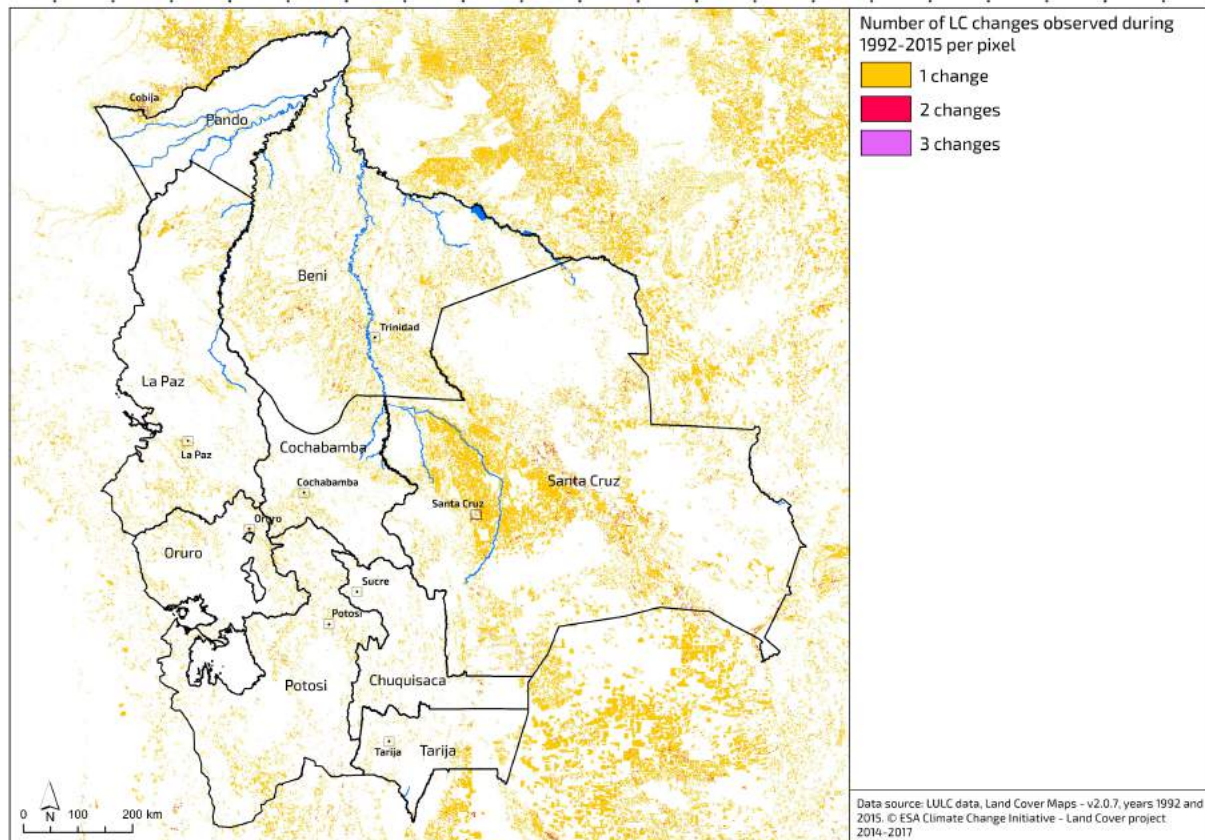 Number of LC changes observed during
1992-2015 per pixel
1 change
2 changes
3 changes
Cobija
Pando
Beni
Trinidad
La Paz
La Paz
Cochabamba
Cochabamba
Santa Cruz
Santa Cruz
Oruro
Oruro
Sucre
Potosi
Potosi
Chuquisaca
Tarija
Tarija
N
0 100 200 km
Data source: LULC data, Land Cover Maps - v2.0.7, years 1992 and
2015. © ESA Climate Change Initiative - Land Cover project
2014-2017